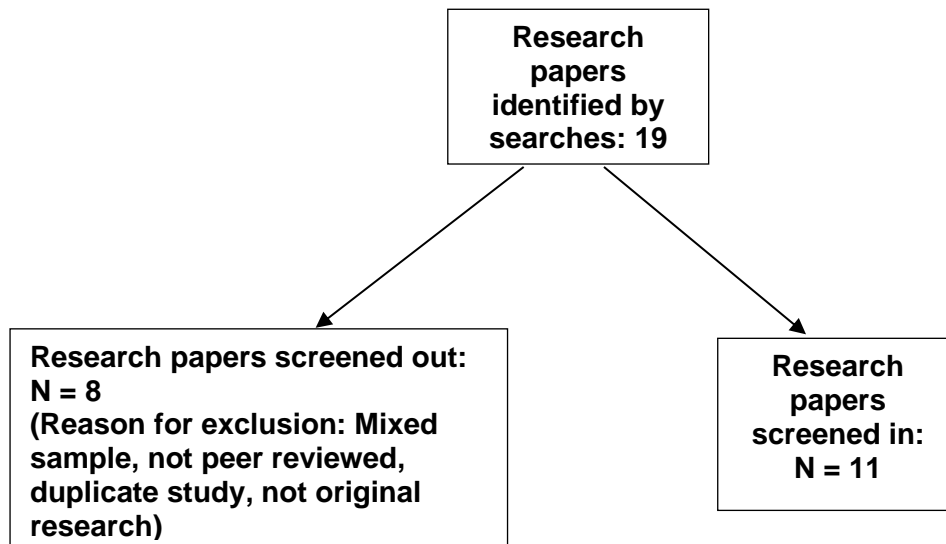 Research
papers
identified by
searches: 19
Research papers screened out:
N = 8
(Reason for exclusion: Mixed
sample, not peer reviewed,
duplicate study, not original
research)
Research
papers
screened in:
N = 11